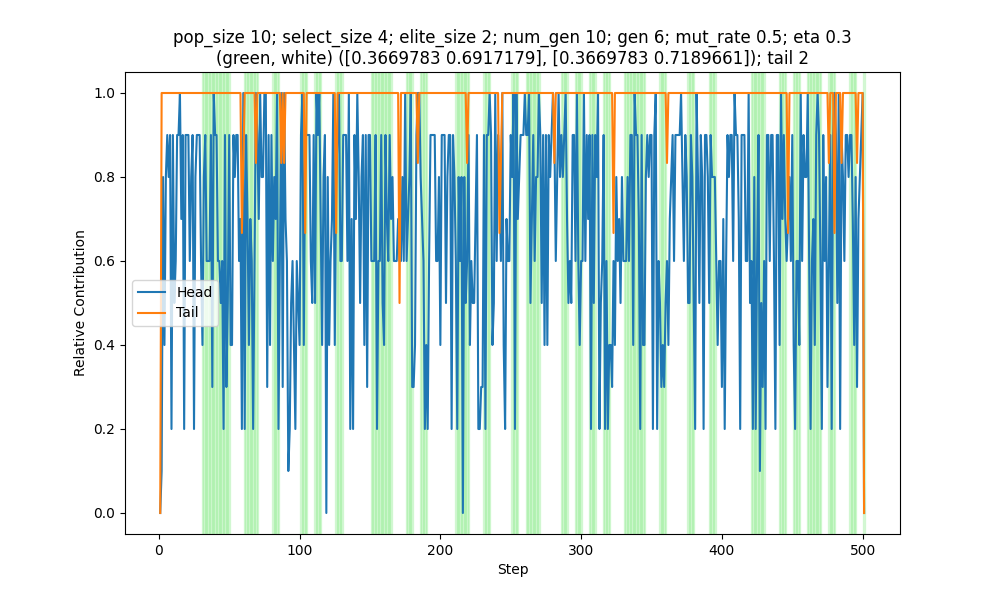 pop_size 10; select_size 4; elite_size 2; num_gen 10; gen 6; mut_rate 0.5; eta 0.3
(green, white) ([0.3669783 0.6917179], [0.3669783 0.7189661]); tail 2
1.0
0.8
0.6
0.4
0.2
0.0
Relative Contribution
Head
Tail
0
100
200
300
400
500
Step